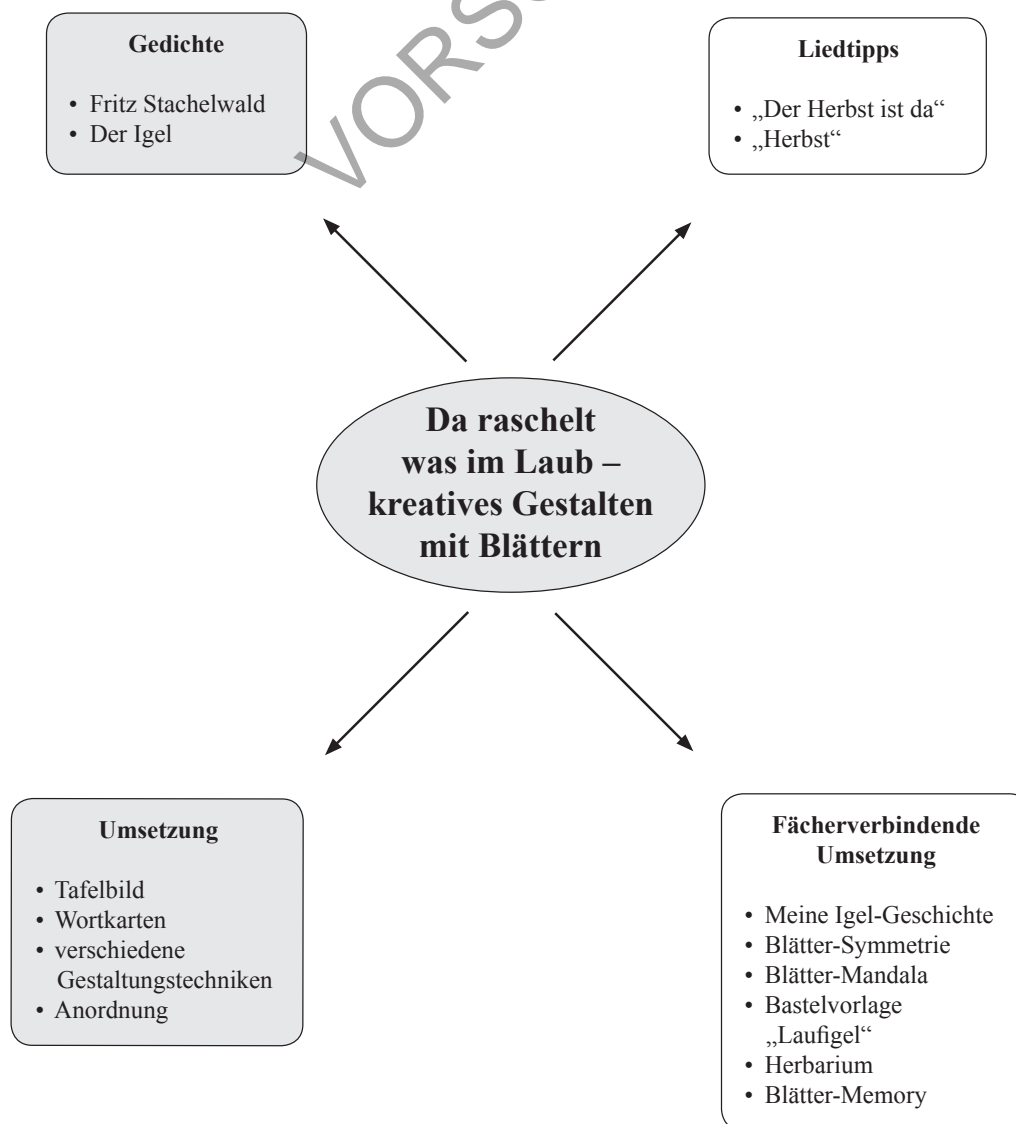 Gedichte
• Fritz Stachelwald
• Der Igel
Liedtipps
• „Der Herbst ist da“
• „Herbst“
Da raschelt
was im Laub –
kreatives Gestalten
mit Blättern
Umsetzung
• Tafelbild
• Wortkarten
• verschiedene
Gestaltungstechniken
• Anordnung
Fächerverbindende
Umsetzung
• Meine Igel-Geschichte
• Blätter-Symmetrie
• Blätter-Mandala
• Bastelvorlage
„Laufigel“
• Herbarium
• Blätter-Memory